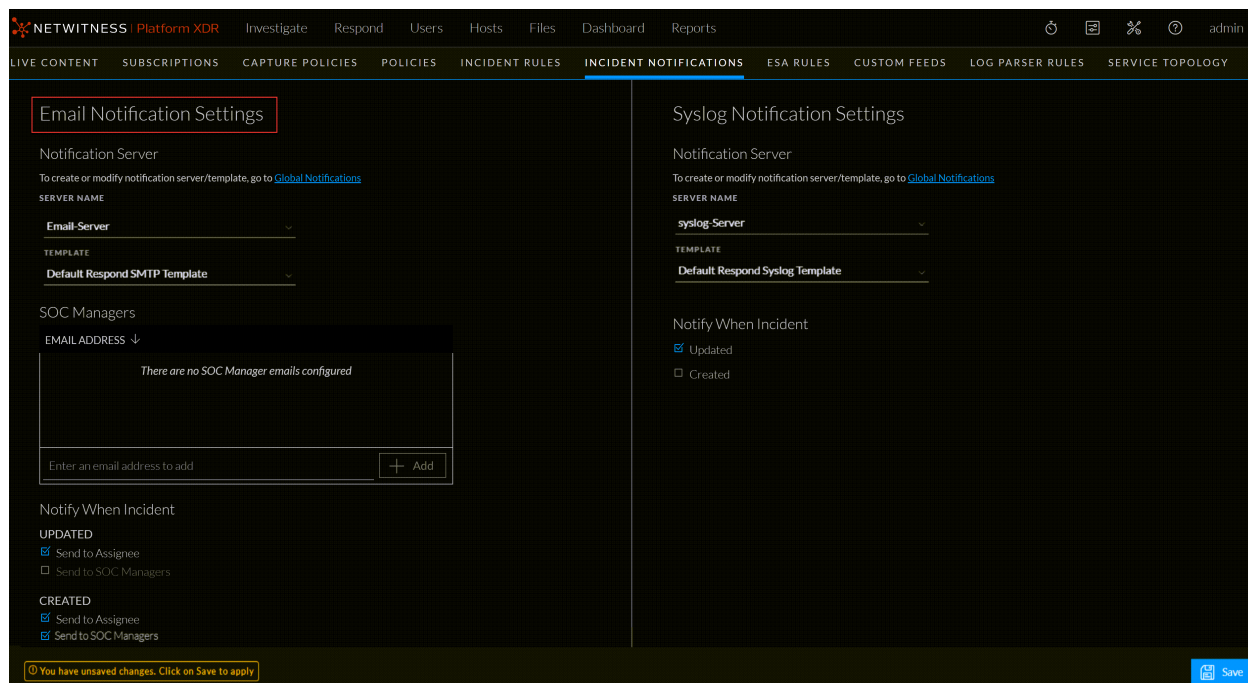 NETWITNESS | Platform XDR Investigate Respond Users Hosts Files Dashboard Reports admin
LIVE CONTENT SUBSCRIPTIONS CAPTURE POLICIES POLICIES INCIDENT RULES INCIDENT NOTIFICATIONS ESA RULES CUSTOM FEEDS LOG PARSER RULES SERVICE TOPOLOGY
Email Notification Settings
Notification Server
To create or modify notification server/template, go to Global Notifications
SERVER NAME
Email-Server
TEMPLATE
Default Respond SMTP Template
SOC Managers
EMAIL ADDRESS ↓
There are no SOC Manager emails configured
Enter an email address to add
+ Add
Notify When Incident
UPDATED
Send to Assignee
Send to SOC Managers
CREATED
Send to Assignee
Send to SOC Managers
Syslog Notification Settings
Notification Server
To create or modify notification server/template, go to Global Notifications
SERVER NAME
syslog-Server
TEMPLATE
Default Respond Syslog Template
Notify When Incident
Updated
Created
You have unsaved changes. Click on Save to apply
Save